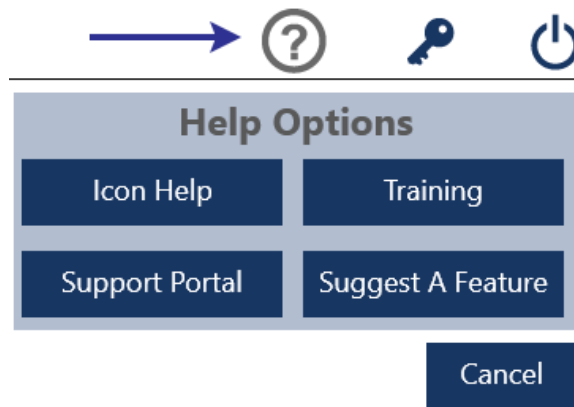 ?
Help Options
Icon Help
Training
Support Portal
Suggest A Feature
Cancel